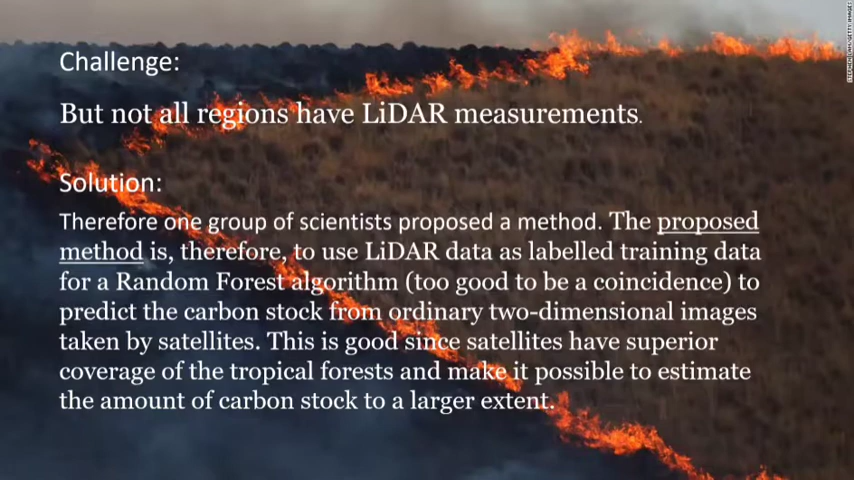 Challenge:
But not all regions have LiDAR measurements.
Solution:
Therefore one group of scientists proposed a method. The proposed
method is, therefore, to use LiDAR data as labelled training data
for a Random Forest algorithm (too good to be a coincidence) to
predict the carbon stock from ordinary two-dimensional images
taken by satellites. This is good since satellites have superior
coverage of the tropical forests and make it possible to estimate
the amount of carbon stock to a larger extent.